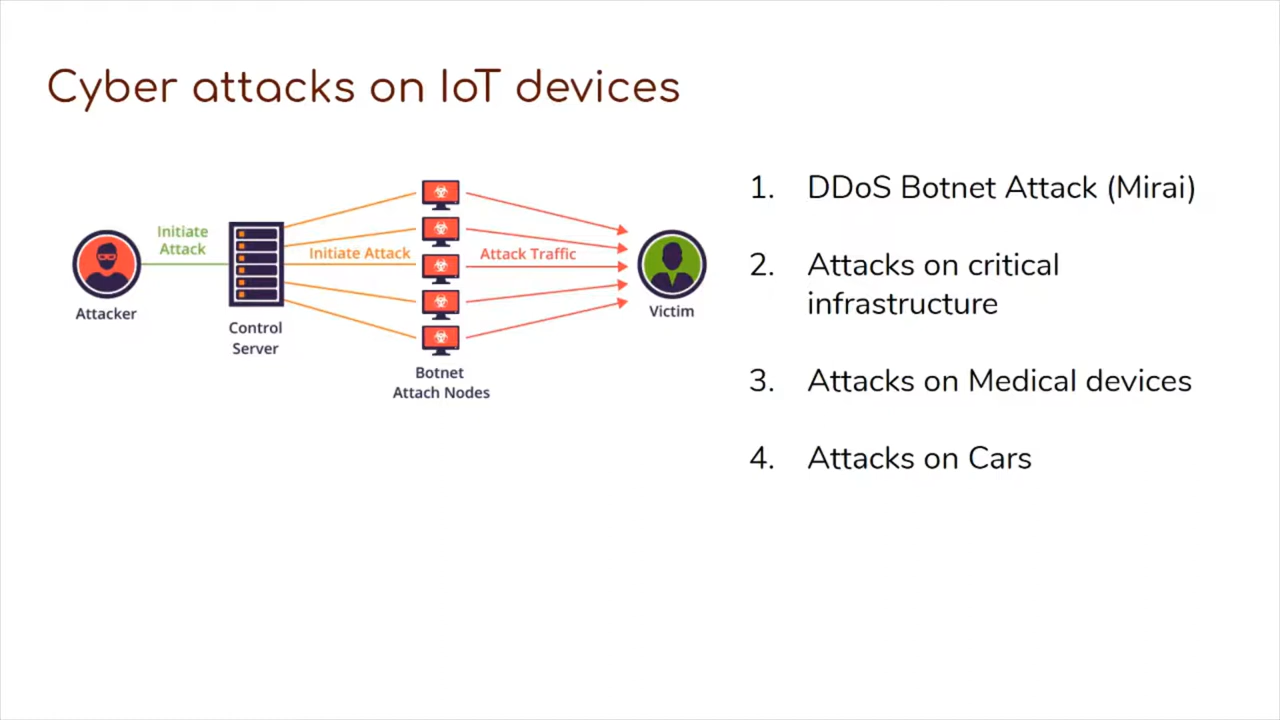 Cyber attacks on IoT devices
Initiate
Attack
Attacker
Control
Server
Initiate Attack
Botnet
Attach Nodes
Attack Traffic
Victim
1. DDoS Botnet Attack (Mirai)
2. Attacks on critical
infrastructure
3. Attacks on Medical devices
4. Attacks on Cars